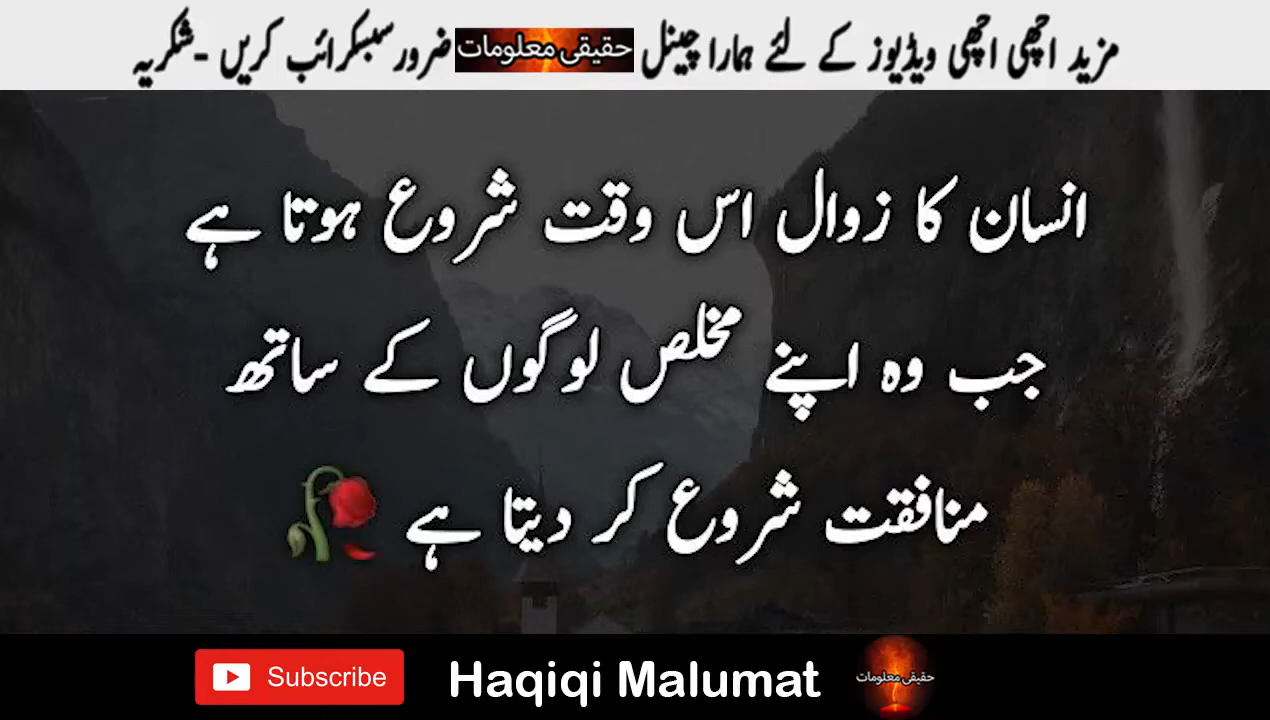 مزید اچھی اچھی ویڈیوز کے لئے ہمارا چینل حقیقی معلومات ضرور سبسکرائب کریں -شکریہ
انسان کا زوال اس وقت شروع ہوتا ہے
جب وہ اپنے مخلص لوگوں کے ساتھ
منافقت شروع کر دیتا ہے 🥀
Subscribe Haqiqi Malumat حقیقی معلومات